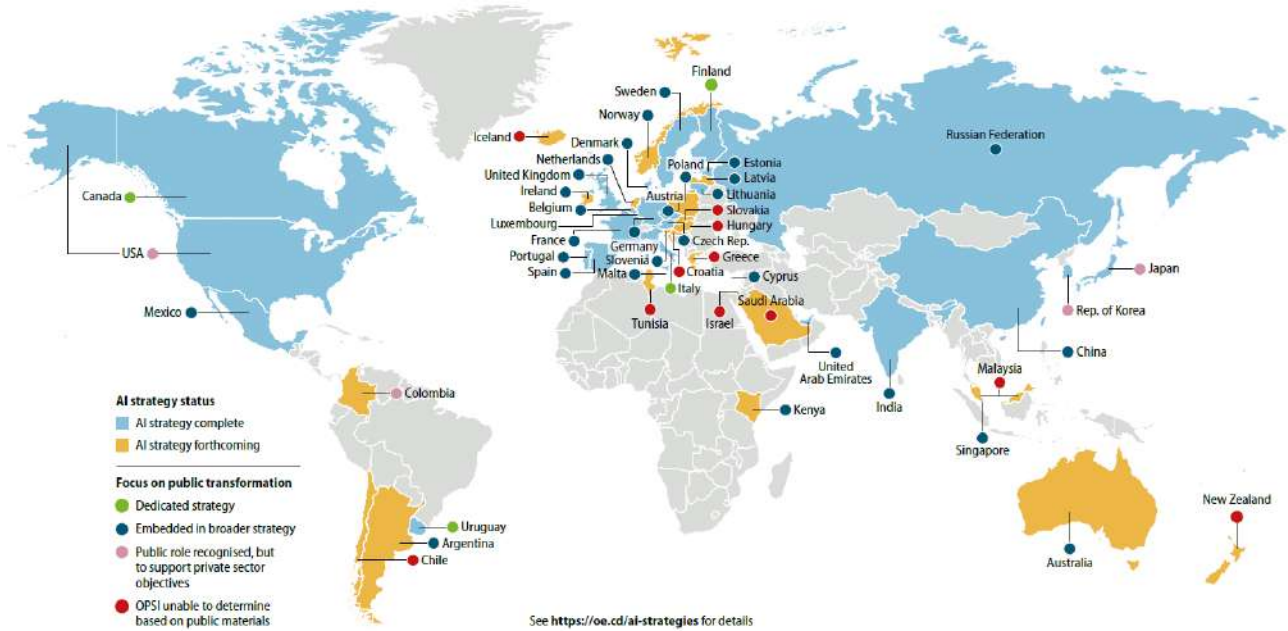 Finland
Sweden
Norway
Russian Federation
Iceland
Denmark
Poland
Estonia
Netherlands
Latvia
United Kingdom
Lithuania
Canada
Ireland
Austria
Slovakia
Belgium
Hungary
Luxembourg
Czech Rep.
France
Germany
Greece
USA
Portugal
Slovenia
Japan
Spain
Malta
Croatia
Cyprus
Italy
Saudi Arabia
Mexico
Tunisia
Israel
Rep. of Korea
China
United
Arab Emirates
Malaysia
Colombia
India
Kenya
Singapore
AI strategy status
AI strategy complete
AI strategy forthcoming
Focus on public transformation
Dedicated strategy
Embedded in broader strategy
Public role recognised, but
to support private sector
objectives
OPSI unable to determine
based on public materials
New Zealand
Uruguay
Argentina
Chile
Australia
See https://oe.cd/ai-strategies for details